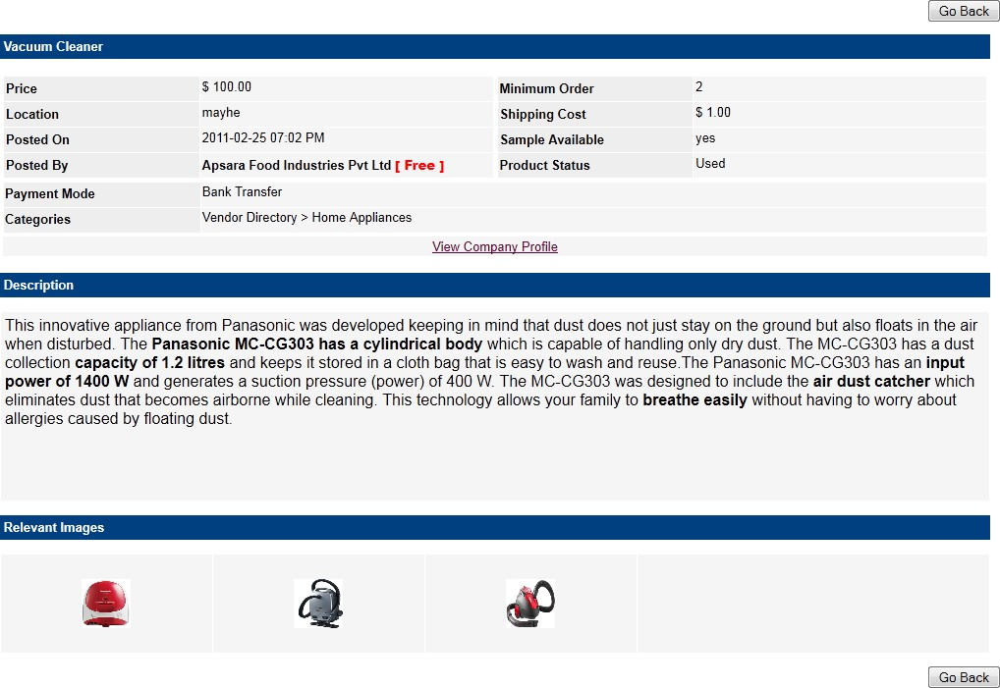 Go Back
Vacuum Cleaner
Price $ 100.00 Minimum Order 2
Location mayhe Shipping Cost $ 1.00
Posted On 2011-02-25 07:02 PM Sample Available yes
Posted By Apsara Food Industries Pvt Ltd [ Free ] Product Status Used
Payment Mode Bank Transfer
Categories Vendor Directory > Home Appliances
View Company Profile
Description
This innovative appliance from Panasonic was developed keeping in mind that dust does not just stay on the ground but also floats in the air
when disturbed. The Panasonic MC-CG303 has a cylindrical body which is capable of handling only dry dust. The MC-CG303 has a dust
collection capacity of 1.2 litres and keeps it stored in a cloth bag that is easy to wash and reuse.The Panasonic MC-CG303 has an input
power of 1400 W and generates a suction pressure (power) of 400 W. The MC-CG303 was designed to include the air dust catcher which
eliminates dust that becomes airborne while cleaning. This technology allows your family to breathe easily without having to worry about
allergies caused by floating dust.
Relevant Images
Go Back